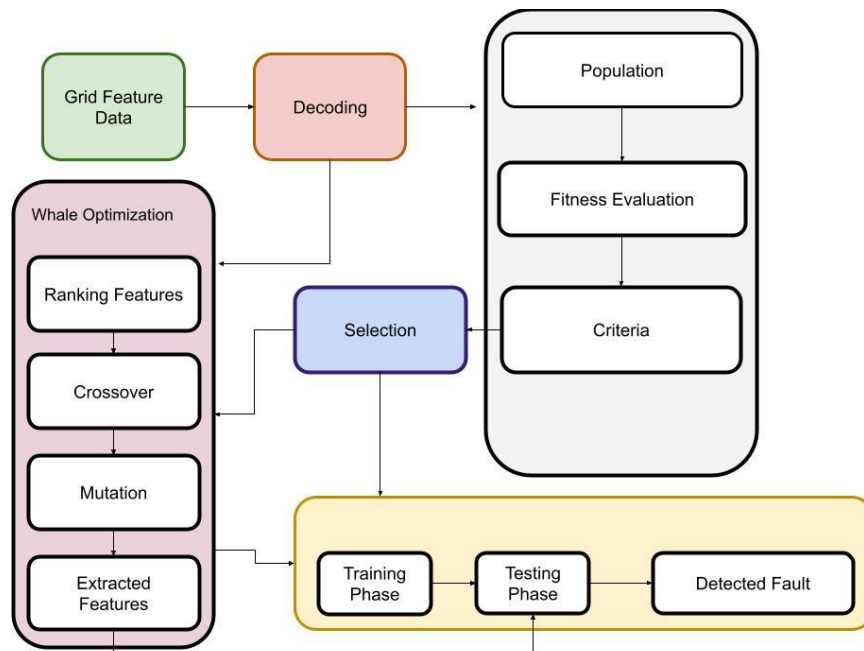 Grid Feature
Data
Decoding
Population
Fitness Evaluation
Criteria
Selection
Whale Optimization
Ranking Features
Crossover
Mutation
Extracted
Features
Training
Phase
Testing
Phase
Detected Fault